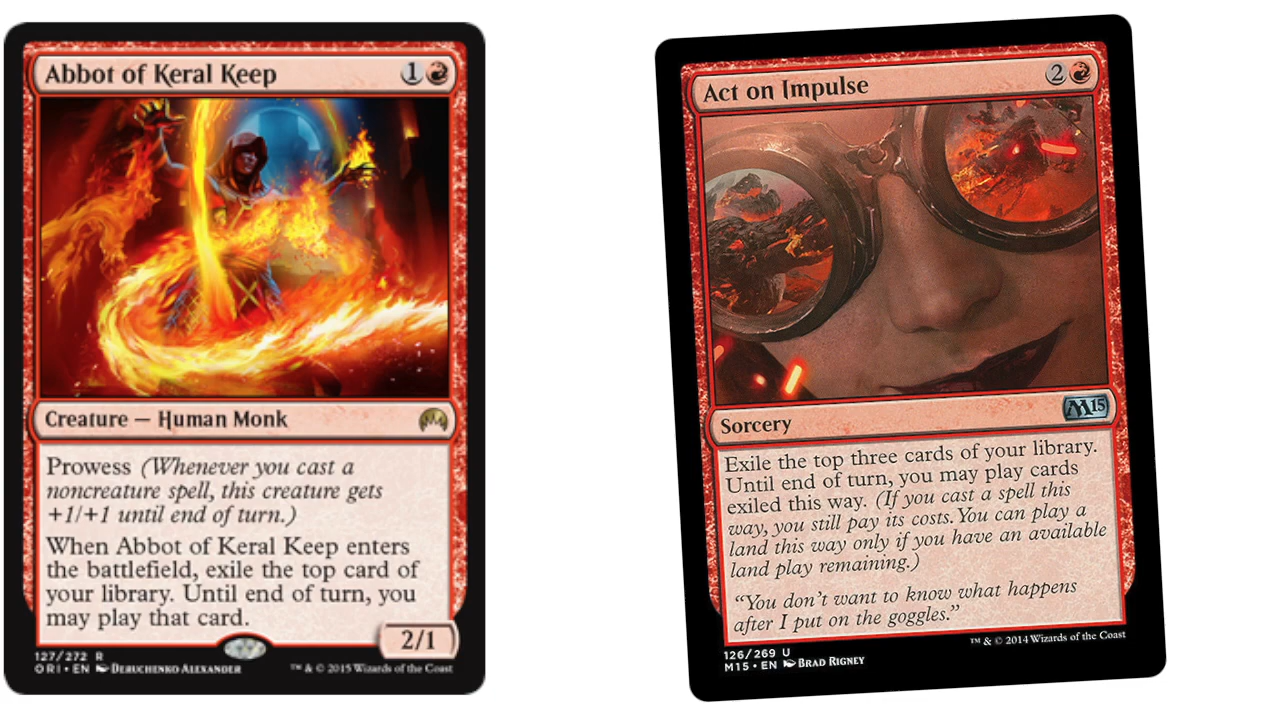 Abbot of Keral Keep 1
Creature — Human Monk
Prowess (Whenever you cast a
noncreature spell, this creature gets
+1/+1 until end of turn.)
When Abbot of Keral Keep enters
the battlefield, exile the top card of
your library. Until end of turn, you
may play that card.
2/1
127/272 R
ORI • EN Deruchenko Alexander
™ & © 2015 Wizards of the Coast
Act on Impulse 2
Sorcery
M15
Exile the top three cards of your library.
Until end of turn, you may play cards
exiled this way. (If you cast a spell this
way, you still pay its costs. You can play a
land this way only if you have an available
land play remaining.)
“You don’t want to know what happens
after I put on the goggles.”
™ & © 2014 Wizards of the Coast
126/269 U
M15 • EN Brad Rigney